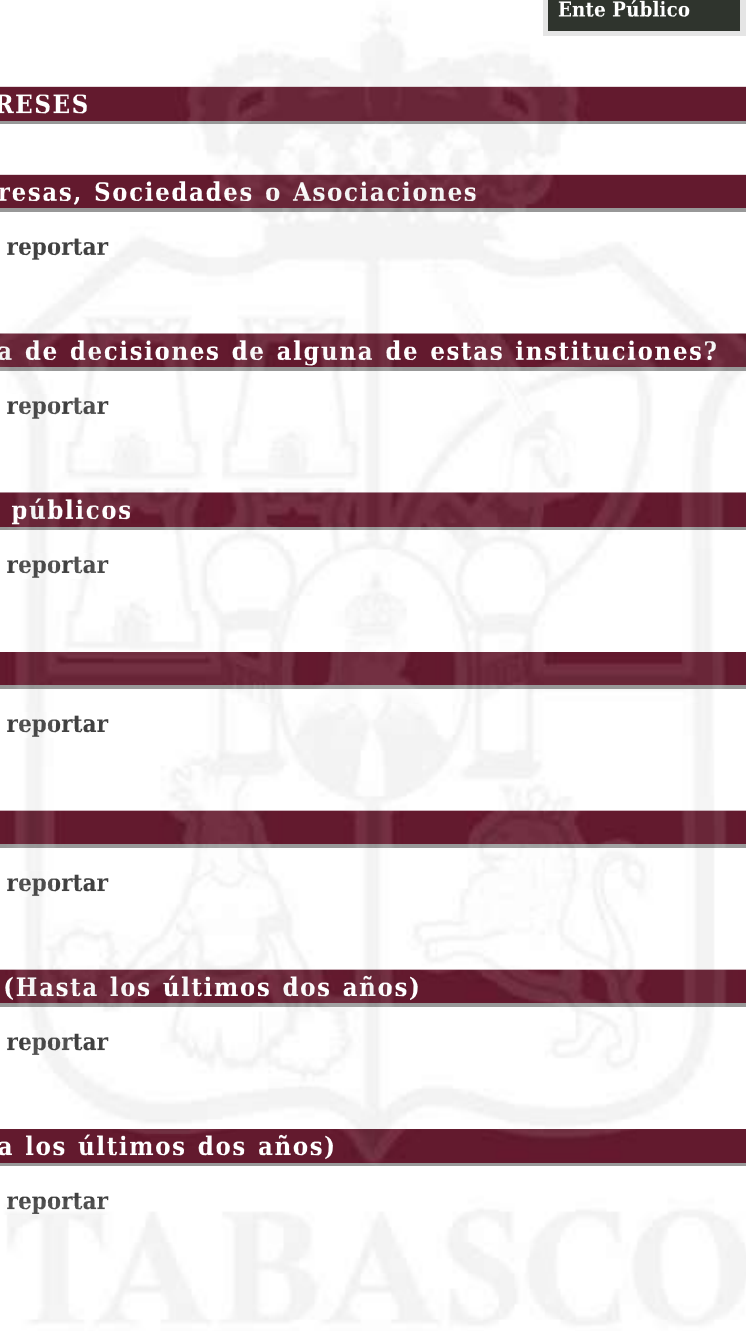 Ente Público
RESES
resas, Sociedades o Asociaciones
reportar
a de decisiones de alguna de estas instituciones?
reportar
públicos
reportar
reportar
reportar
(Hasta los últimos dos años)
reportar
a los últimos dos años)
reportar
TABASCO